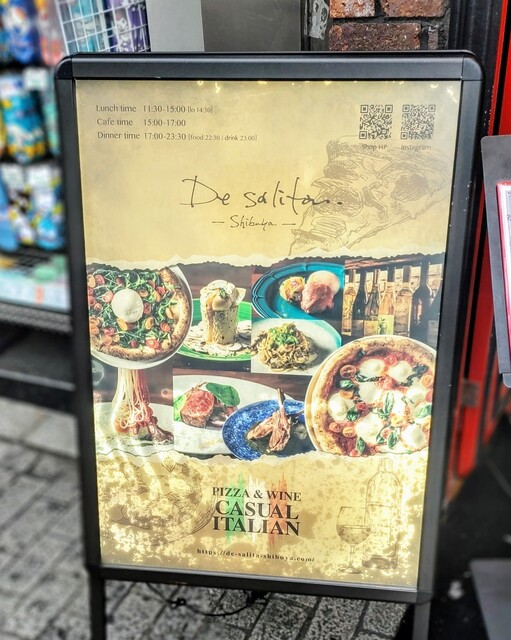 Lunch time 11:30-15:00 [lo 14:30]
Cafe time 15:00-17:00
Dinner time 17:00-23:30 [food 22:30 | drink 23:00]
Shop HP
Instagram
De salita.
- Shibuya -
PIZZA & WINE
CASUAL
ITALIAN
https://de-salita-shibuya.com/